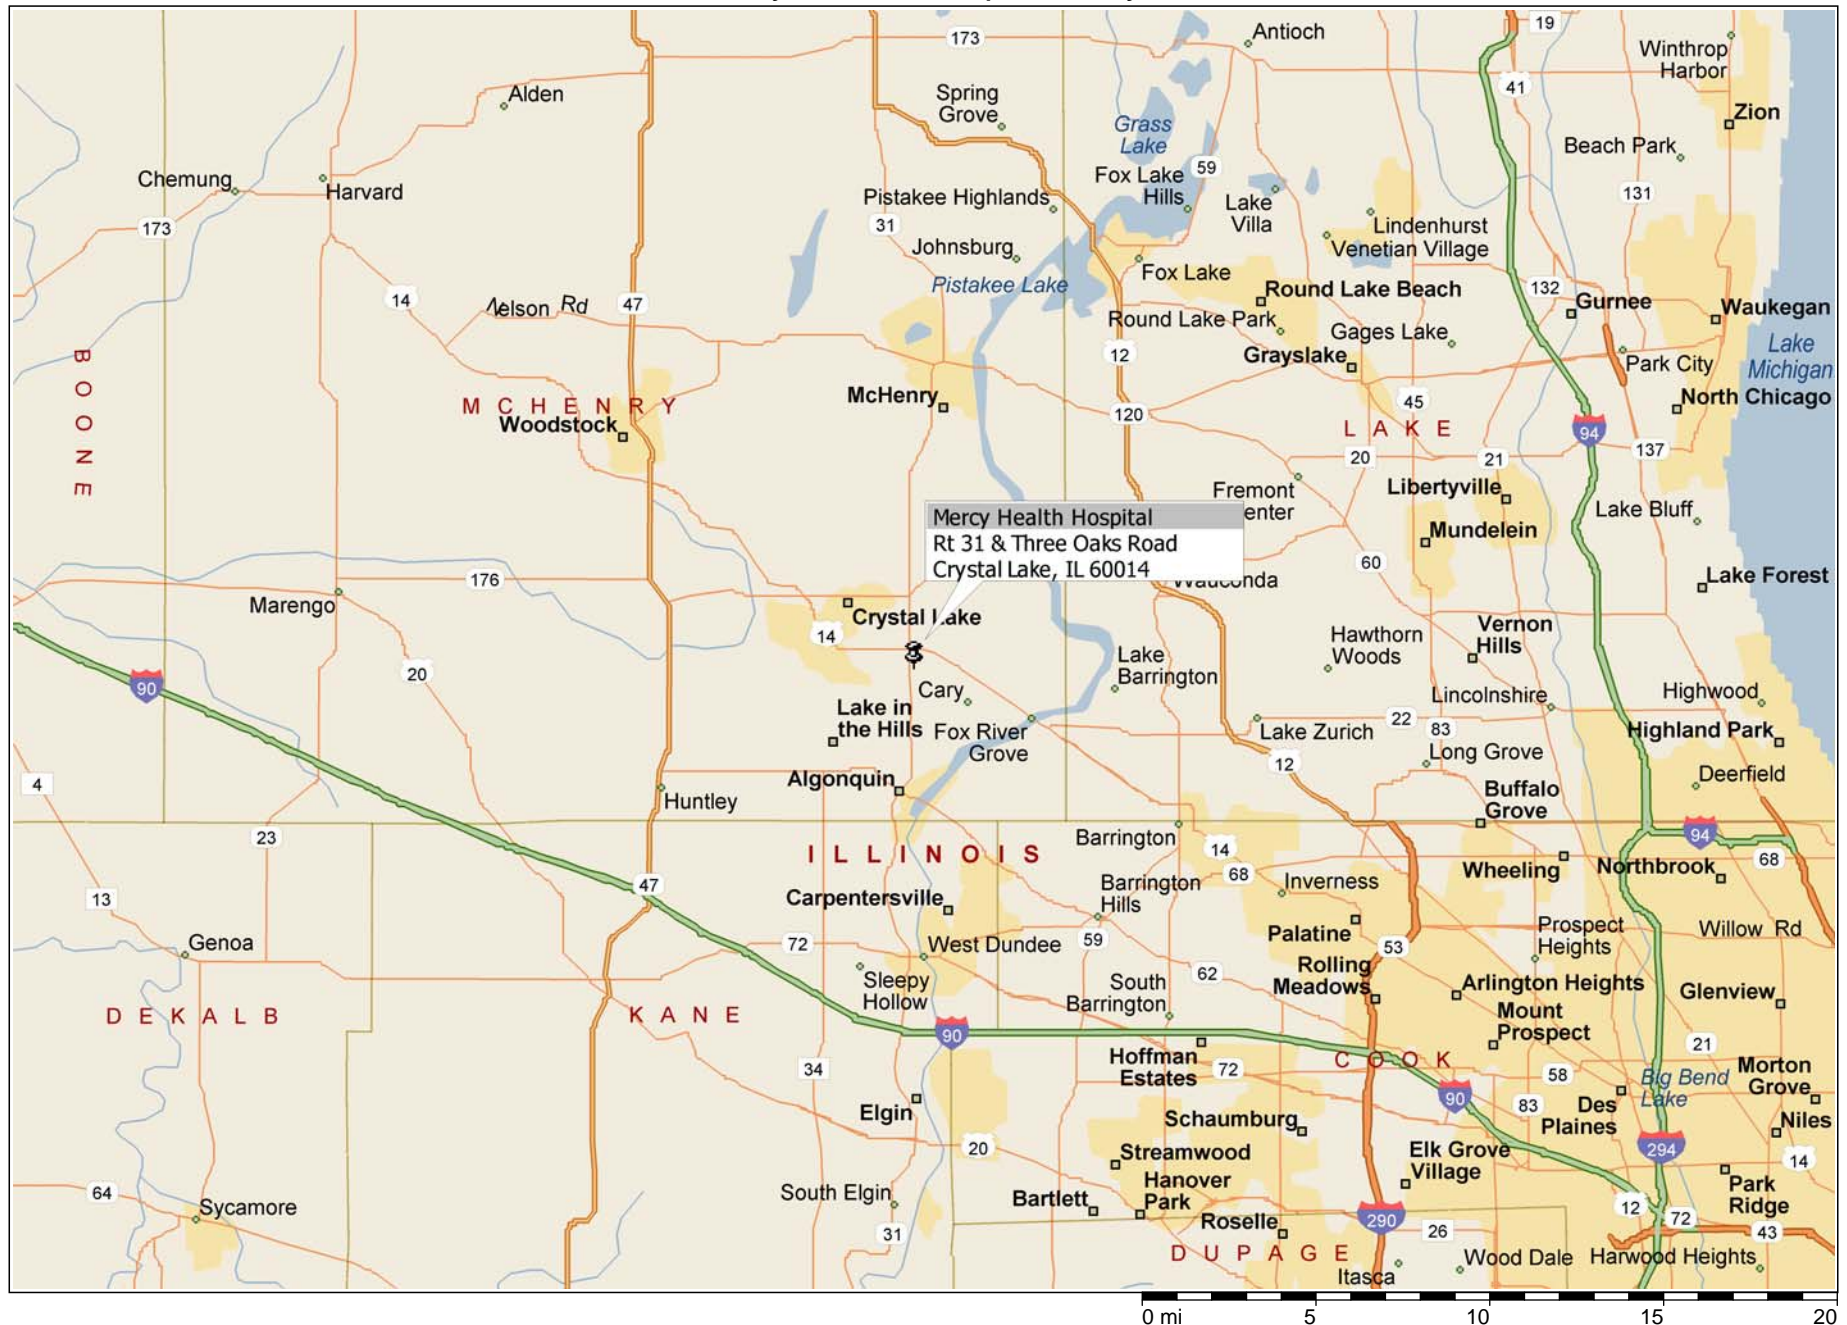 173
19
Antioch
Winthrop
Harbor
41
Alden
Spring
Grove
Zion
Grass
Lake
Beach Park
59
Chemung
Harvard
Fox Lake
Hills
Pistakee Highlands
Lake
Villa
131
173
31
Lindenhurst
Venetian Village
Johnsburg
Fox Lake
Pistakee Lake
14
Nelson Rd
47
Round Lake Beach
132
Gurnee
Waukegan
Round Lake Park
Gages Lake
Lake
Michigan
12
Grayslake
Park City
BOONE
MCHENRY
McHenry
Woodstock
120
45
North Chicago
LAKE
94
20
21
137
Fremont
enter
Libertyville
Lake Bluff
Mundelein
Mercy Health Hospital
Rt 31 & Three Oaks Road
Crystal Lake, IL 60014
Wauconda
60
176
Marengo
Lake Forest
Crystal Lake
14
Hawthorn
Woods
Vernon
Hills
Lake
Barrington
90
20
Cary
Lincolnshire
Highwood
Lake in
the Hills
Fox River
Grove
Lake Zurich
22
83
Highland Park
Long Grove
12
4
Huntley
Algonquin
Buffalo
Grove
Deerfield
23
ILLINOIS
Barrington
14
94
68
Wheeling
Northbrook
47
13
Carpentersville
Barrington
Hills
68
Inverness
Genoa
72
West Dundee
59
Palatine
53
Prospect
Heights
Willow Rd
Sleepy
Hollow
South
Barrington
62
Rolling
Meadows
Arlington Heights
Glenview
DEKALB
KANE
Mount
Prospect
90
Hoffman
Estates
72
COOK
21
34
58
Big Bend
Lake
Morton
Grove
Elgin
90
83
Des
Plaines
Schaumburg
Niles
20
Streamwood
Elk Grove
Village
294
14
64
Sycamore
South Elgin
Bartlett
Hanover
Park
Park
Ridge
31
Roselle
290
26
12
72
43
DUPAGE
Itasca
Wood Dale
Harwood Heights
0 mi 5 10 15 20